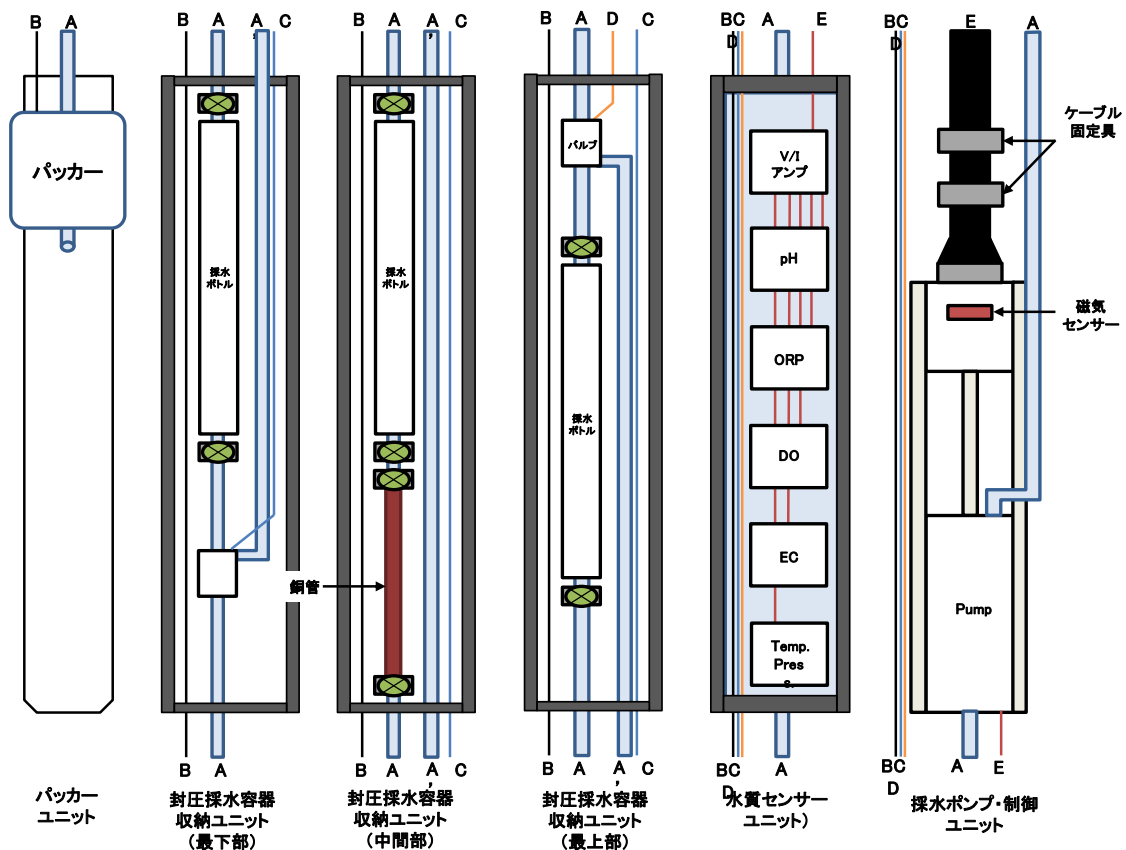 B A
B A A
’
C
B A A
’
C
B A D C
BC
D
A E
BC
D
E A
パッカー
採水
ボトル
採水
ボトル
銅管
バルブ
採水
ボトル
V/I
アンプ
pH
ORP
DO
EC
Temp.
Pres
s.
ケーブル
固定具
磁気
センサー
Pump
B A
B A A
’
C
B A A
’
C
BC
D
A
BC
D
A E
パッカー
ユニット
封圧採水容器
収納ユニット
(最下部)
封圧採水容器
収納ユニット
(中間部)
封圧採水容器
収納ユニット
(最上部)
水質センサー
ユニット)
採水ポンプ・制御
ユニット